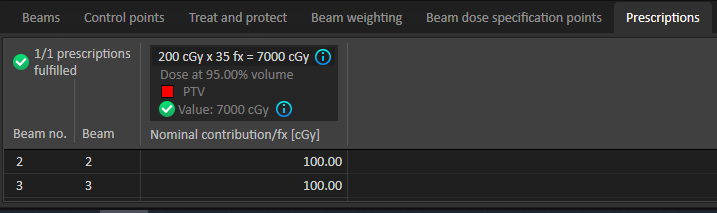 Beams Control points Treat and protect Beam weighting Beam dose specification points Prescriptions
1/1 prescriptions
fulfilled
200 cGy x 35 fx = 7000 cGy
Dose at 95.00% volume
PTV
Value: 7000 cGy
Beam no. Beam Nominal contribution/fx [cGy]
2 2 100.00
3 3 100.00